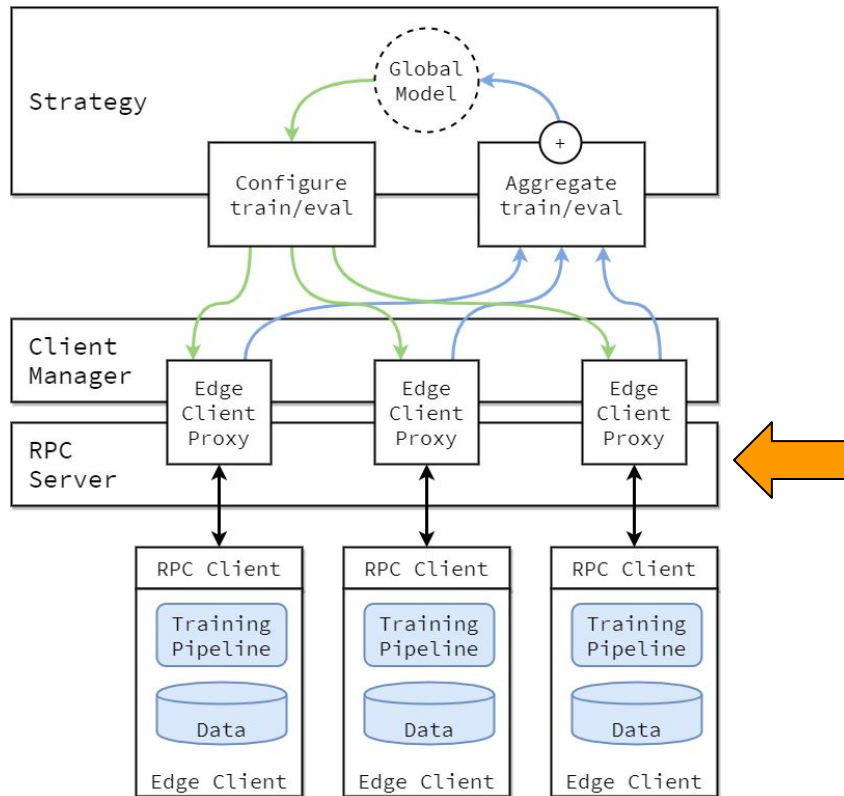 Global
Model
Strategy
+
Configure
train/eval
Aggregate
train/eval
Client
Manager
Edge
Client
Proxy
Edge
Client
Proxy
Edge
Client
Proxy
RPC
Server
RPC Client
Training
Pipeline
Data
Edge Client
RPC Client
Training
Pipeline
Data
Edge Client
RPC Client
Training
Pipeline
Data
Edge Client